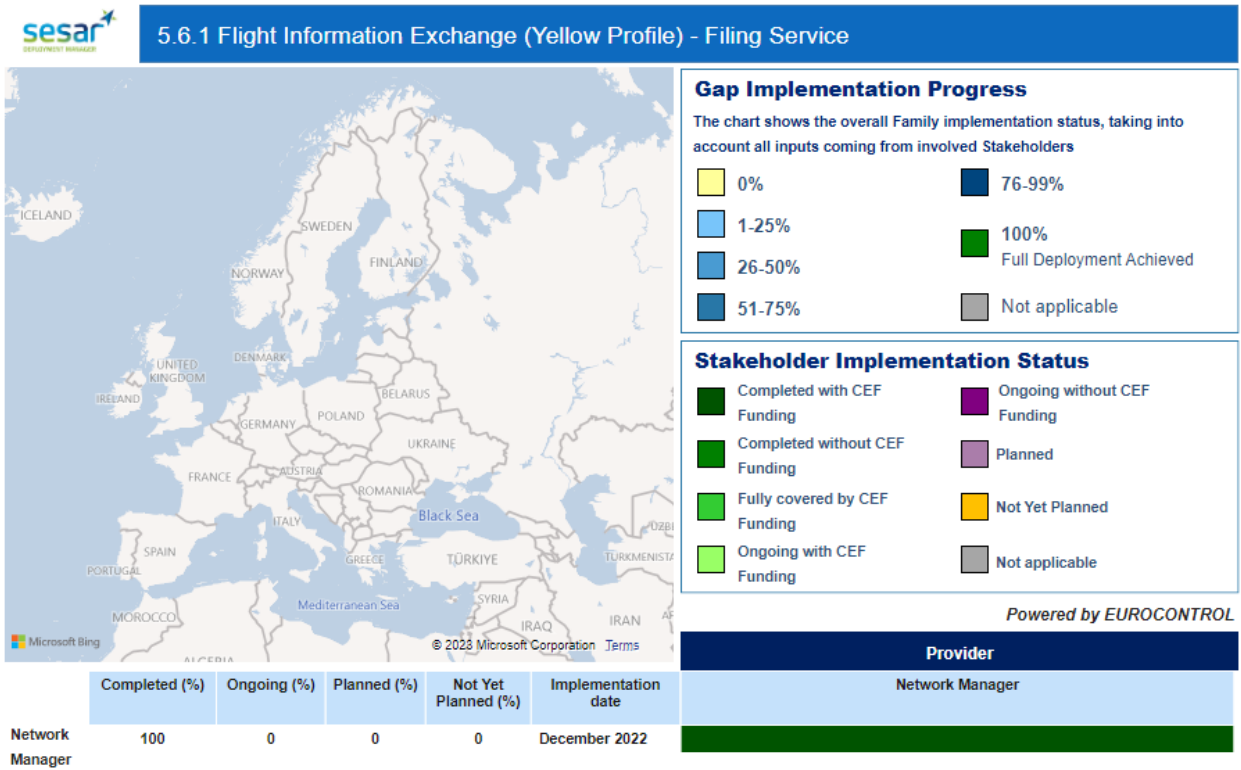 sesar
DEPLOYMENT MANAGER
5.6.1 Flight Information Exchange (Yellow Profile) - Filing Service
ICELAND
SWEDEN
FINLAND
NORWAY
DENMARK
UNITED
KINGDOM
IRELAND
BELARUS
POLAND
GERMANY
UKRAINE
FRANCE
AUSTRIA
ROMANIA
ITALY
Black Sea
UZBI
SPAIN
GREECE
TÜRKIYE
TURKMENISTA
PORTUGAL
Mediterranean Sea
SYRIA
MOROCCO
IRAQ
IRAN
AF
ALGERIA
Microsoft Bing
© 2023 Microsoft Corporation Terms
Gap Implementation Progress
The chart shows the overall Family implementation status, taking into
account all inputs coming from involved Stakeholders
0%
76-99%
1-25%
100%
Full Deployment Achieved
26-50%
51-75%
Not applicable
Stakeholder Implementation Status
Completed with CEF
Funding
Ongoing without CEF
Funding
Completed without CEF
Funding
Planned
Fully covered by CEF
Funding
Not Yet Planned
Ongoing with CEF
Funding
Not applicable
Powered by EUROCONTROL
Provider
Network Manager
Completed (%) Ongoing (%) Planned (%) Not Yet Planned (%) Implementation date
Network Manager 100 0 0 0 December 2022